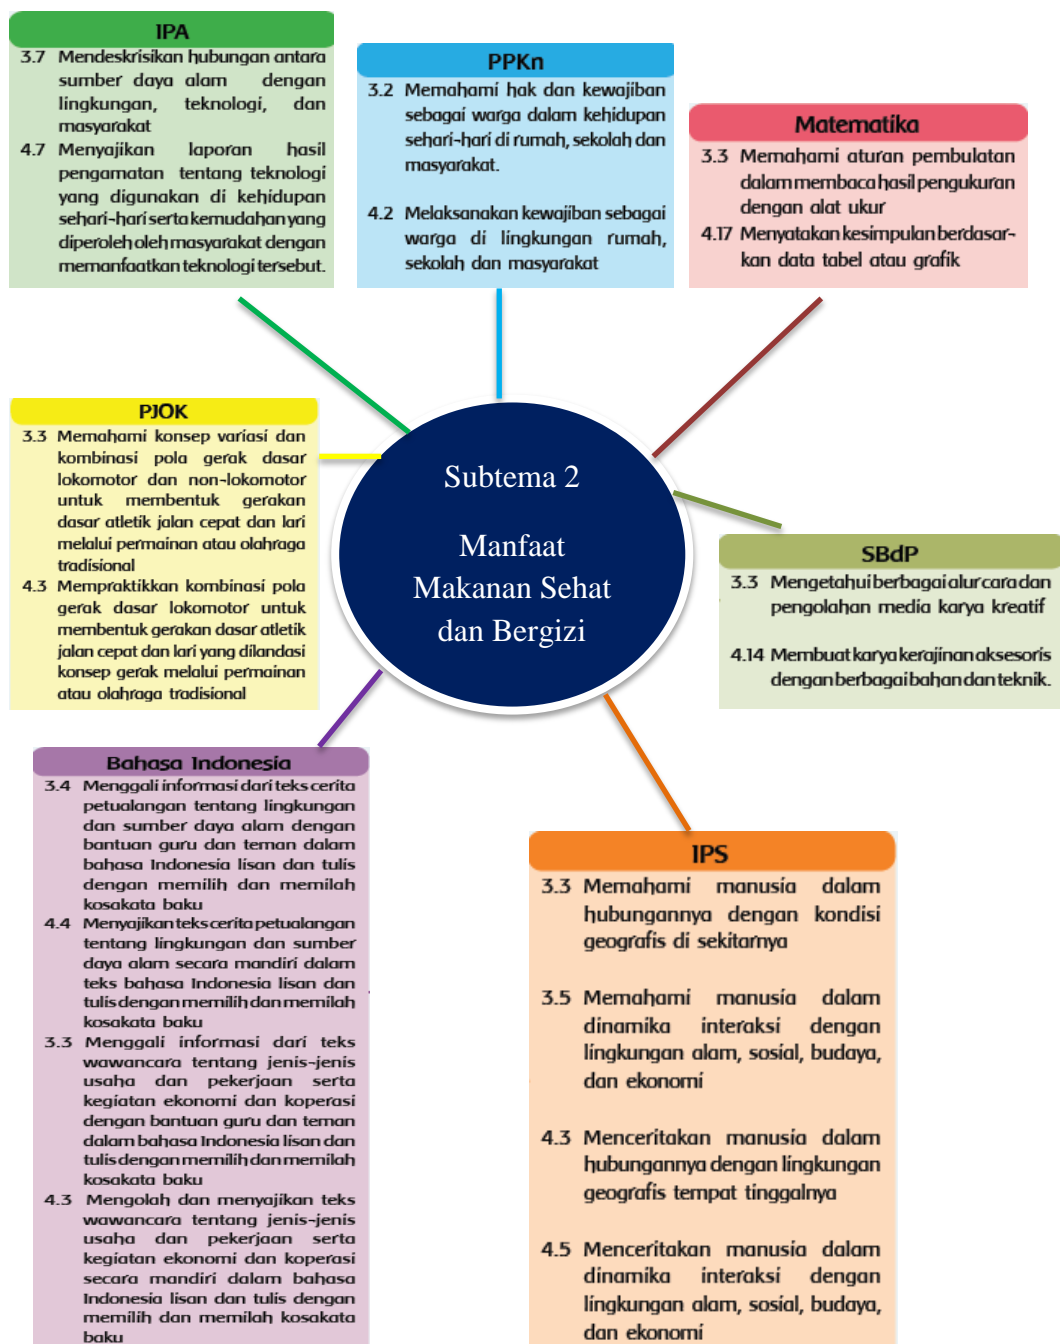 IPA
3.7 Mendeskrisikan hubungan antara
sumber daya alam dengan
lingkungan, teknologi, dan
masyarakat
4.7 Menyajikan laporan hasil
pengamatan tentang teknologi
yang digunakan di kehidupan
sehari-hari serta kemudahan yang
diperoleh oleh masyarakat dengan
memanfaatkan teknologi tersebut.
PPKn
3.2 Memahami hak dan kewajiban
sebagai warga dalam kehidupan
sehari-hari di rumah, sekolah dan
masyarakat.
4.2 Melaksanakan kewajiban sebagai
warga di lingkungan rumah,
sekolah dan masyarakat
Matematika
3.3 Memahami aturan pembulatan
dalam membaca hasil pengukuran
dengan alat ukur
4.17 Menyatakan kesimpulan berdasar-
kan data tabel atau grafik
PJOK
3.3 Memahami konsep variasi dan
kombinasi pola gerak dasar
lokomotor dan non-lokomotor
untuk membentuk gerakan
dasar atletik jalan cepat dan lari
melalui permainan atau olahraga
tradisional
4.3 Mempraktikkan kombinasi pola
gerak dasar lokomotor untuk
membentuk gerakan dasar atletik
jalan cepat dan lari yang dilandasi
konsep gerak melalui permainan
atau olahraga tradisional
Subtema 2
Manfaat
Makanan Sehat
dan Bergizi
SBdP
3.3 Mengetahui berbagai alur cara dan
pengolahan media karya kreatif
4.14 Membuat karya kerajinan aksesoris
dengan berbagai bahan dan teknik.
Bahasa Indonesia
3.4 Menggali informasi dari teks cerita
petualangan tentang lingkungan
dan sumber daya alam dengan
bantuan guru dan teman dalam
bahasa Indonesia lisan dan tulis
dengan memilih dan memilah
kosakata baku
4.4 Menyajikan teks cerita petualangan
tentang lingkungan dan sumber
daya alam secara mandiri dalam
teks bahasa Indonesia lisan dan
tulis dengan memilih dan memilah
kosakata baku
3.3 Menggali informasi dari teks
wawancara tentang jenis-jenis
usaha dan pekerjaan serta
kegiatan ekonomi dan koperasi
dengan bantuan guru dan teman
dalam bahasa Indonesia lisan dan
tulis dengan memilih dan memilah
kosakata baku
4.3 Mengolah dan menyajikan teks
wawancara tentang jenis-jenis
usaha dan pekerjaan serta
kegiatan ekonomi dan koperasi
secara mandiri dalam bahasa
Indonesia lisan dan tulis dengan
memilih dan memilah kosakata
baku
IPS
3.3 Memahami manusia dalam
hubungannya dengan kondisi
geografis di sekitarnya
3.5 Memahami manusia dalam
dinamika interaksi dengan
lingkungan alam, sosial, budaya,
dan ekonomi
4.3 Menceritakan manusia dalam
hubungannya dengan lingkungan
geografis tempat tinggalnya
4.5 Menceritakan manusia dalam
dinamika interaksi dengan
lingkungan alam, sosial, budaya,
dan ekonomi